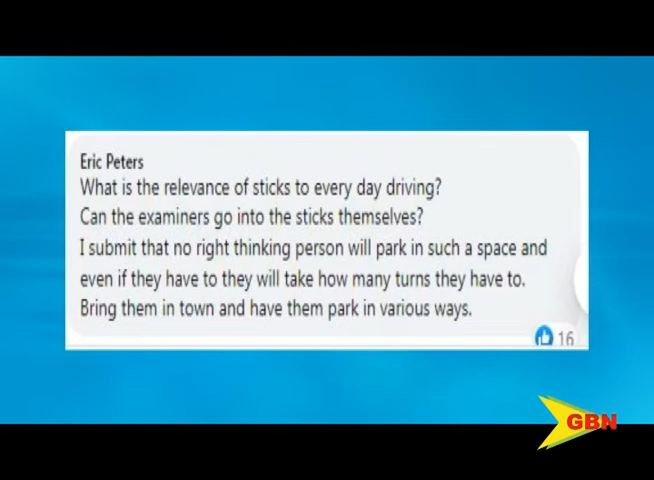 Eric Peters
What is the relevance of sticks to every day driving?
Can the examiners go into the sticks themselves?
I submit that no right thinking person will park in such a space and
even if they have to they will take how many turns they have to.
Bring them in town and have them park in various ways.
16
GBN